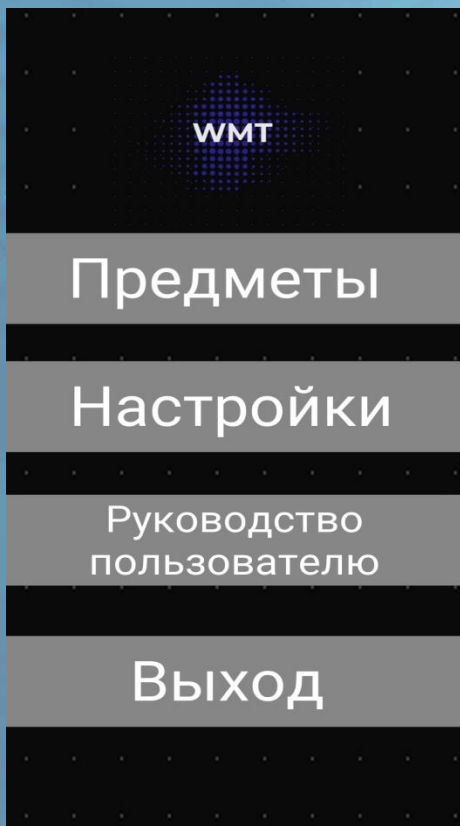 WMT
Предметы
Настройки
Руководство
пользователю
Выход